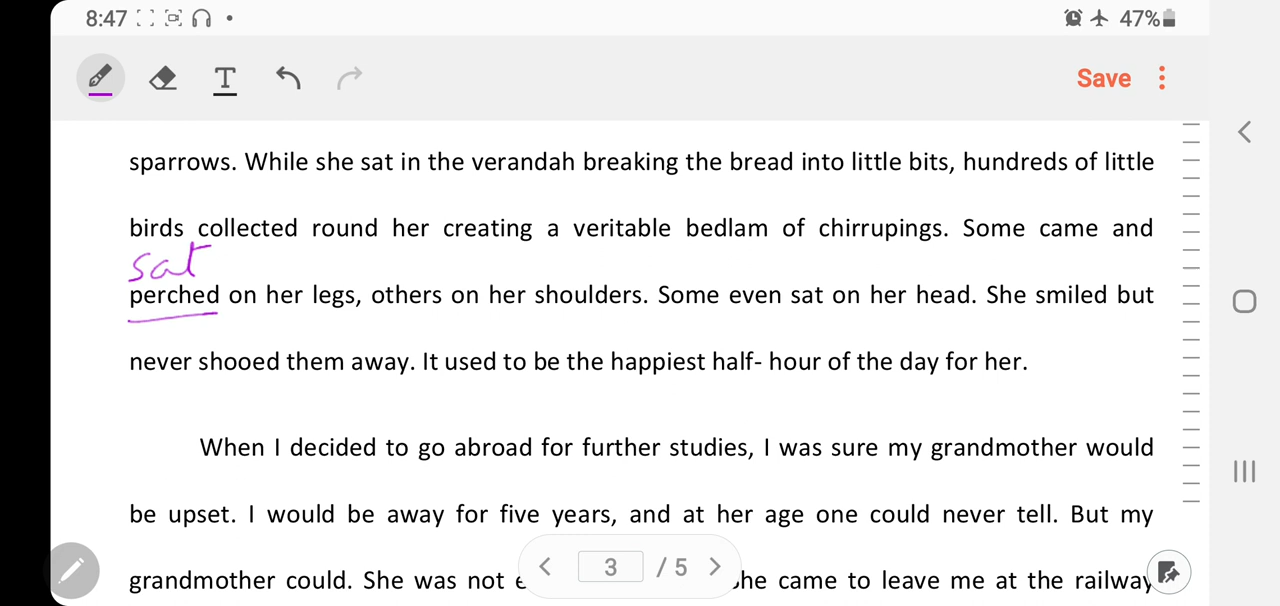 8:47
47%
T
Save
sparrows. While she sat in the verandah breaking the bread into little bits, hundreds of little
birds collected round her creating a veritable bedlam of chirrupings. Some came and
sat
perched on her legs, others on her shoulders. Some even sat on her head. She smiled but
never shooed them away. It used to be the happiest half- hour of the day for her.
When I decided to go abroad for further studies, I was sure my grandmother would
be upset. I would be away for five years, and at her age one could never tell. But my
grandmother could. She was not he came to leave me at the railway
3 / 5